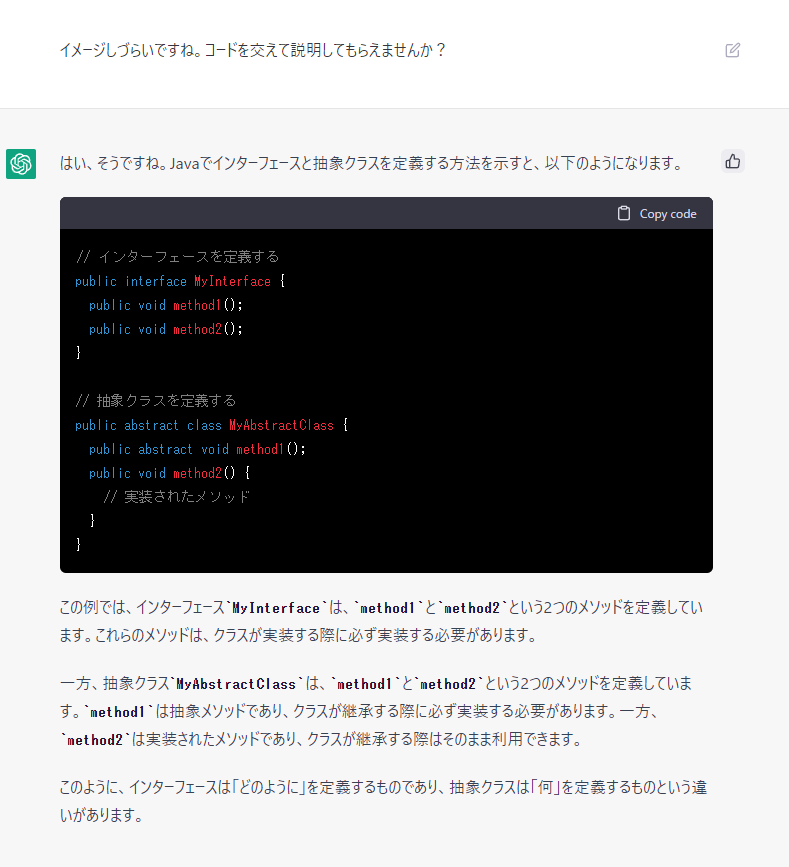 イメージしづらいですね。コードを交えて説明してもらえませんか？
はい、そうですね。Javaでインターフェースと抽象クラスを定義する方法を示すと、以下のようになります。
Copy code
// インターフェースを定義する
public interface MyInterface {
  public void method1();
  public void method2();
}
// 抽象クラスを定義する
public abstract class MyAbstractClass {
  public abstract void method1();
  public void method2() {
    // 実装されたメソッド
  }
}
この例では、インターフェース`MyInterface`は、`method1`と`method2`という2つのメソッドを定義してい
ます。これらのメソッドは、クラスが実装する際に必ず実装する必要があります。
一方、抽象クラス`MyAbstractClass`は、`method1`と`method2`という2つのメソッドを定義していま
す。`method1`は抽象メソッドであり、クラスが継承する際に必ず実装する必要があります。一方、
`method2`は実装されたメソッドであり、クラスが継承する際はそのまま利用できます。
このように、インターフェースは「どのように」を定義するものであり、抽象クラスは「何」を定義するものという違
いがあります。